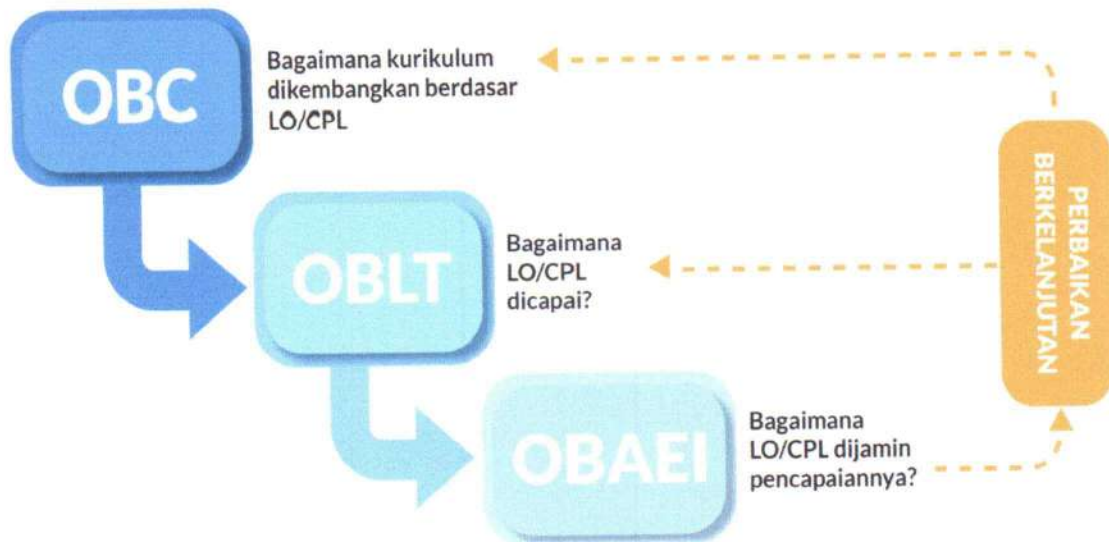 OBC
Bagaimana kurikulum
dikembangkan berdasar
LO/CPL
OBLT
Bagaimana
LO/CPL
dicapai?
OBAEI
Bagaimana
LO/CPL dijamin
pencapaiannya?
PERBAIKAN
BERKELANJUTAN